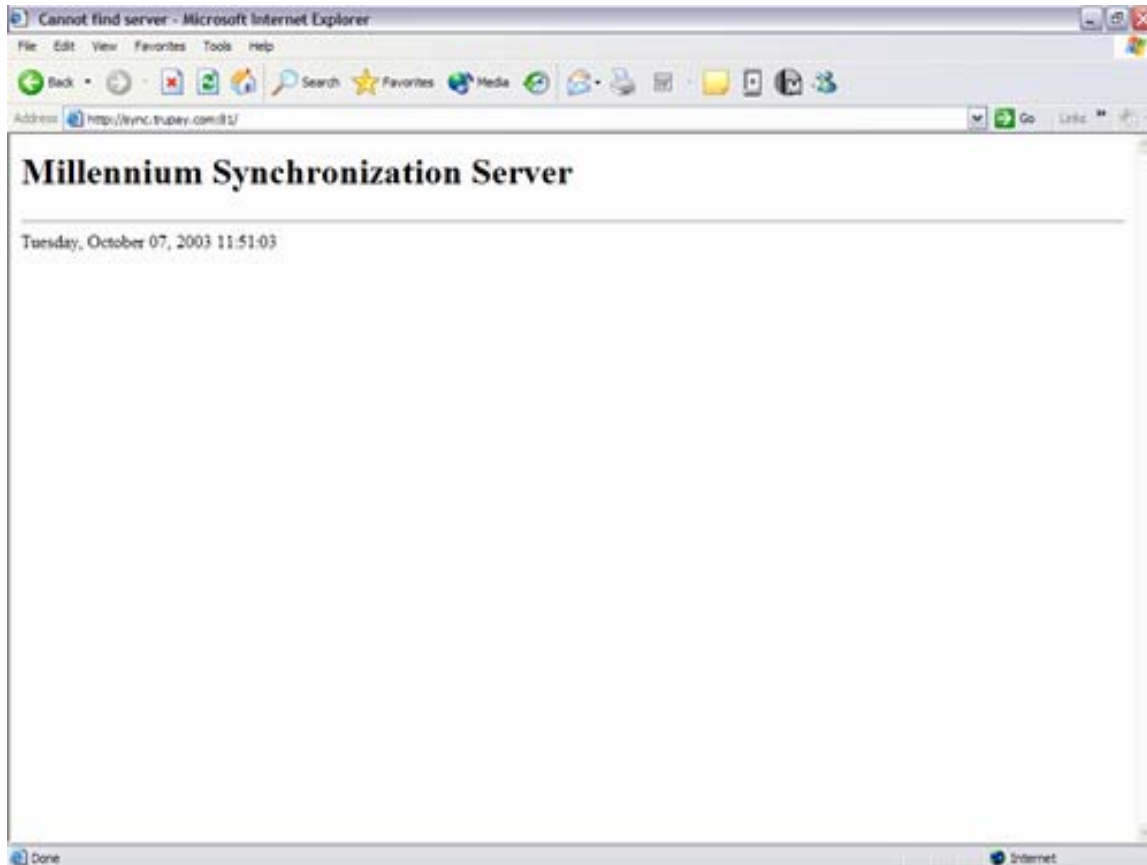 Cannot find server - Microsoft Internet Explorer
File Edit View Favorites Tools Help
Back Search Favorites Media
Address http://sync.trupay.com:81/ Go Links »
Millennium Synchronization Server
Tuesday, October 07, 2003 11:51:03
Done Internet